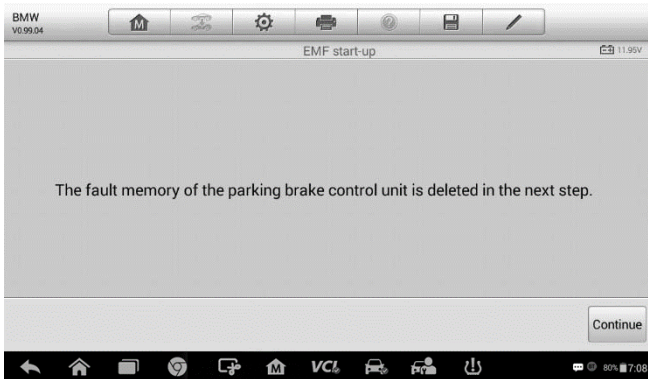 BMW
V0.99.04
M
EMF start-up
11.95V
The fault memory of the parking brake control unit is deleted in the next step.
Continue
M
VCI
80% 7:08